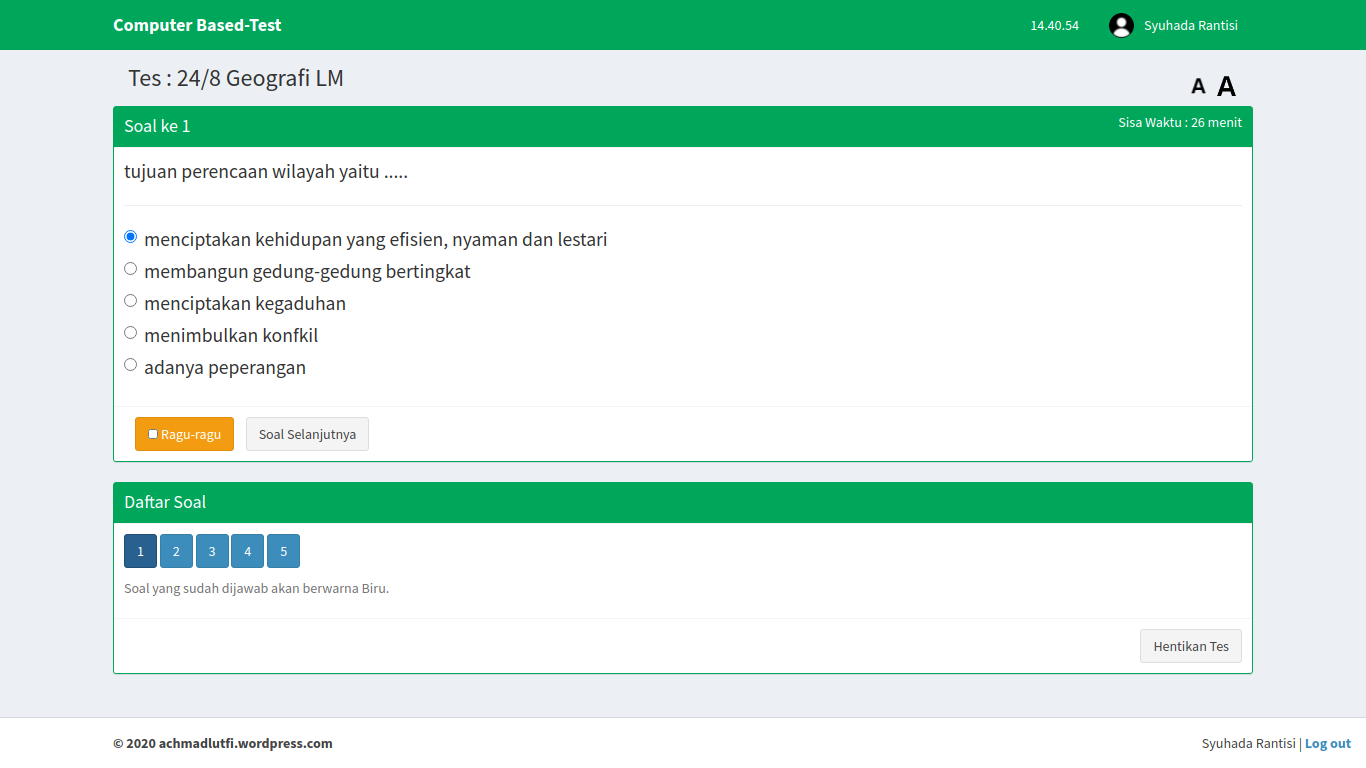 Computer Based-Test
14.40.54
Syuhada Rantisi
Tes : 24/8 Geografi LM
A A
Soal ke 1
Sisa Waktu : 26 menit
tujuan perencaan wilayah yaitu .....
menciptakan kehidupan yang efisien, nyaman dan lestari
membangun gedung-gedung bertingkat
menciptakan kegaduhan
menimbulkan konfkil
adanya peperangan
Ragu-ragu
Soal Selanjutnya
Daftar Soal
1 2 3 4 5
Soal yang sudah dijawab akan berwarna Biru.
Hentikan Tes
© 2020 achmadlutfi.wordpress.com
Syuhada Rantisi | Log out